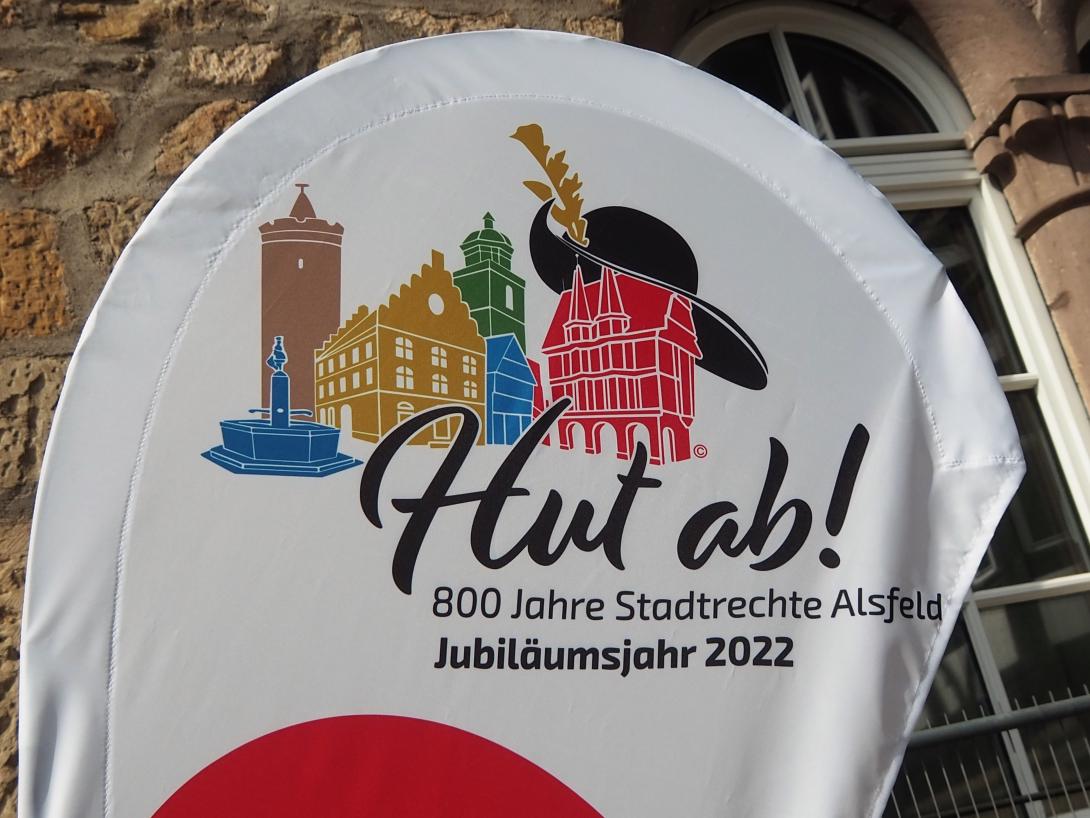 ©
Hut ab!
800 Jahre Stadtrechte Alsfeld
Jubiläumsjahr 2022